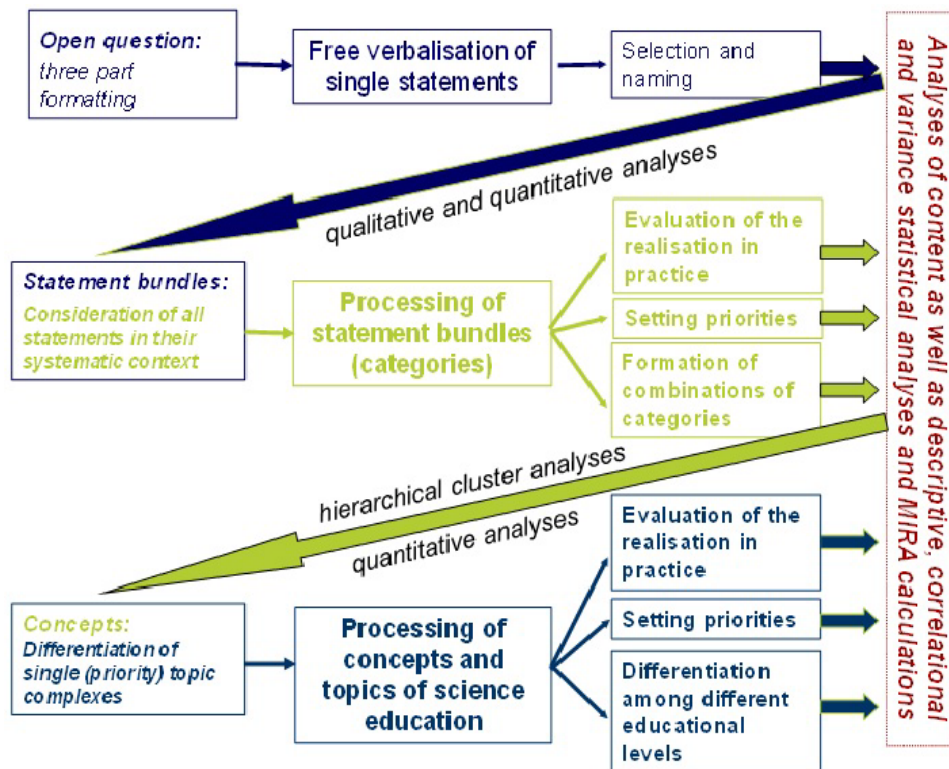 Open question:
three part
formatting
Free verbalisation of
single statements
Selection and
naming
qualitative and quantitative analyses
Statement bundles:
Consideration of all
statements in their
systematic context
Processing of
statement bundles
(categories)
Evaluation of the
realisation in
practice
Setting priorities
Formation of
combinations of
categories
hierarchical cluster analyses
quantitative analyses
Concepts:
Differentiation of
single (priority) topic
complexes
Processing of
concepts and
topics of science
education
Evaluation of the
realisation in
practice
Setting priorities
Differentiation
among different
educational
levels
Analyses of content as well as descriptive, correlational
and variance statistical analyses and MIRA calculations